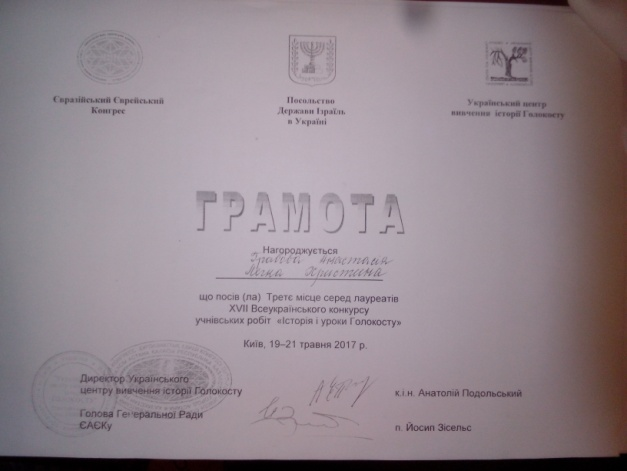 Євразійський Єврейський
Конгрес
Посольство
Держави Ізраїль
в Україні
Український центр
вивчення історії Голокосту
ГРАМОТА
Нагороджується
Анастасія
Христина
що посів (ла) Третє місце серед лауреатів
XVII Всеукраїнського конкурсу
учнівських робіт «Історія і уроки Голокосту»
Київ, 19–21 травня 2017 р.
Директор Українського
центру вивчення історії Голокосту
к.і.н. Анатолій Подольський
Голова Генеральної Ради
ЄАЄКу
п. Йосип Зісельс